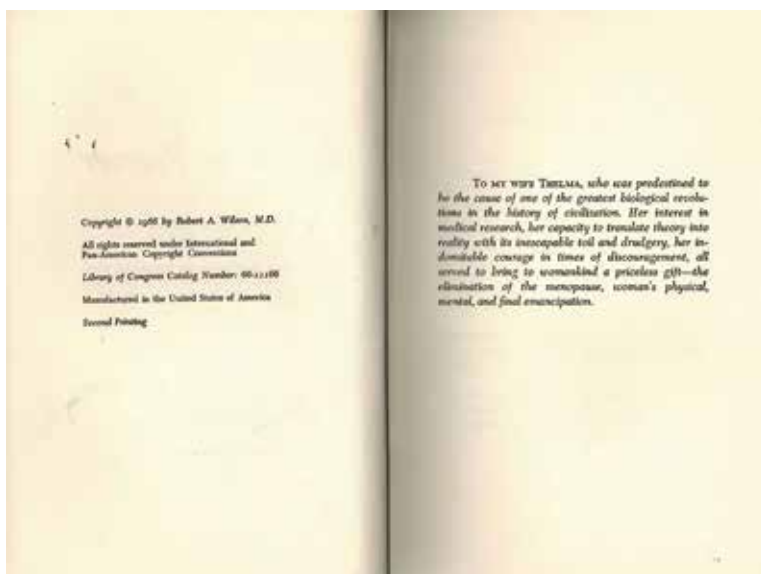 Copyright © 1966 by Robert A. Wilson, M.D.
All rights reserved under International and
Pan-American Copyright Conventions
Library of Congress Catalog Number:
Manufactured in the United States of America
Second Printing
To my wife Thelma, who was predestined to
be the cause of one of the greatest biological revolu-
tions in the history of civilization. Her interest in
medical research, her capacity to translate theory into
reality with its inescapable toil and drudgery, her in-
domitable courage in times of discouragement, all
served to bring to womankind a priceless gift—the
elimination of the menopause, woman's physical,
mental, and final emancipation.